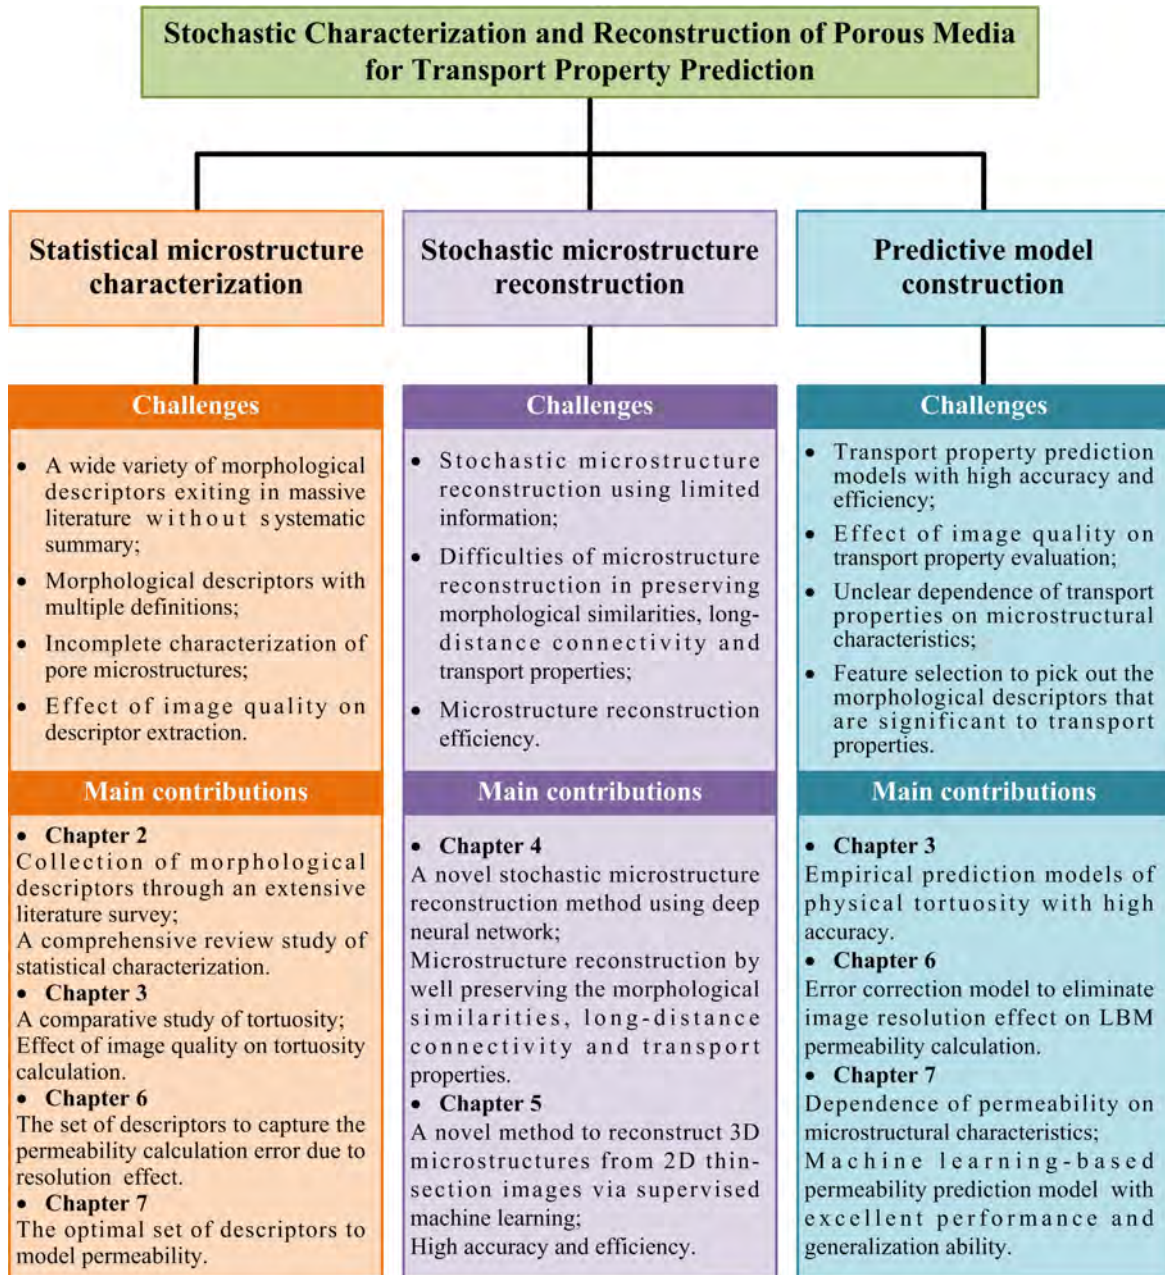 Stochastic Characterization and Reconstruction of Porous Media
for Transport Property Prediction
Statistical microstructure
characterization
Challenges
• A wide variety of morphological
descriptors exiting in massive
literature without systematic
summary;
• Morphological descriptors with
multiple definitions;
• Incomplete characterization of
pore microstructures;
• Effect of image quality on
descriptor extraction.
Main contributions
• Chapter 2
Collection of morphological
descriptors through an extensive
literature survey;
A comprehensive review study of
statistical characterization.
• Chapter 3
A comparative study of tortuosity;
Effect of image quality on tortuosity
calculation.
• Chapter 6
The set of descriptors to capture the
permeability calculation error due to
resolution effect.
• Chapter 7
The optimal set of descriptors to
model permeability.
Stochastic microstructure
reconstruction
Challenges
• Stochastic microstructure
reconstruction using limited
information;
• Difficulties of microstructure
reconstruction in preserving
morphological similarities, long-
distance connectivity and
transport properties;
• Microstructure reconstruction
efficiency.
Main contributions
• Chapter 4
A novel stochastic microstructure
reconstruction method using deep
neural network;
Microstructure reconstruction by
well preserving the morphological
similarities, long-distance
connectivity and transport
properties.
• Chapter 5
A novel method to reconstruct 3D
microstructures from 2D thin-
section images via supervised
machine learning;
High accuracy and efficiency.
Predictive model
construction
Challenges
• Transport property prediction
models with high accuracy and
efficiency;
• Effect of image quality on
transport property evaluation;
• Unclear dependence of transport
properties on microstructural
characteristics;
• Feature selection to pick out the
morphological descriptors that
are significant to transport
properties.
Main contributions
• Chapter 3
Empirical prediction models of
physical tortuosity with high
accuracy.
• Chapter 6
Error correction model to eliminate
image resolution effect on LBM
permeability calculation.
• Chapter 7
Dependence of permeability on
microstructural characteristics;
Machine learning-based
permeability prediction model with
excellent performance and
generalization ability.